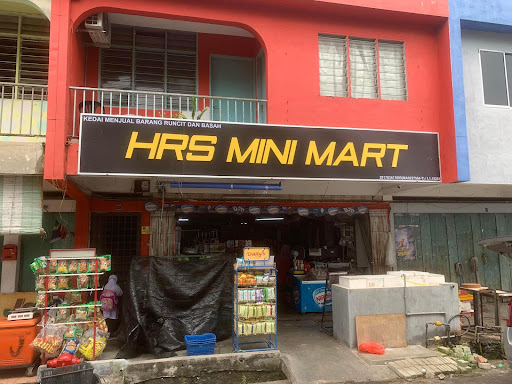 KEDAI MENJUAL BARANG RUNCIT DAN BASAH
HRS MINI MART